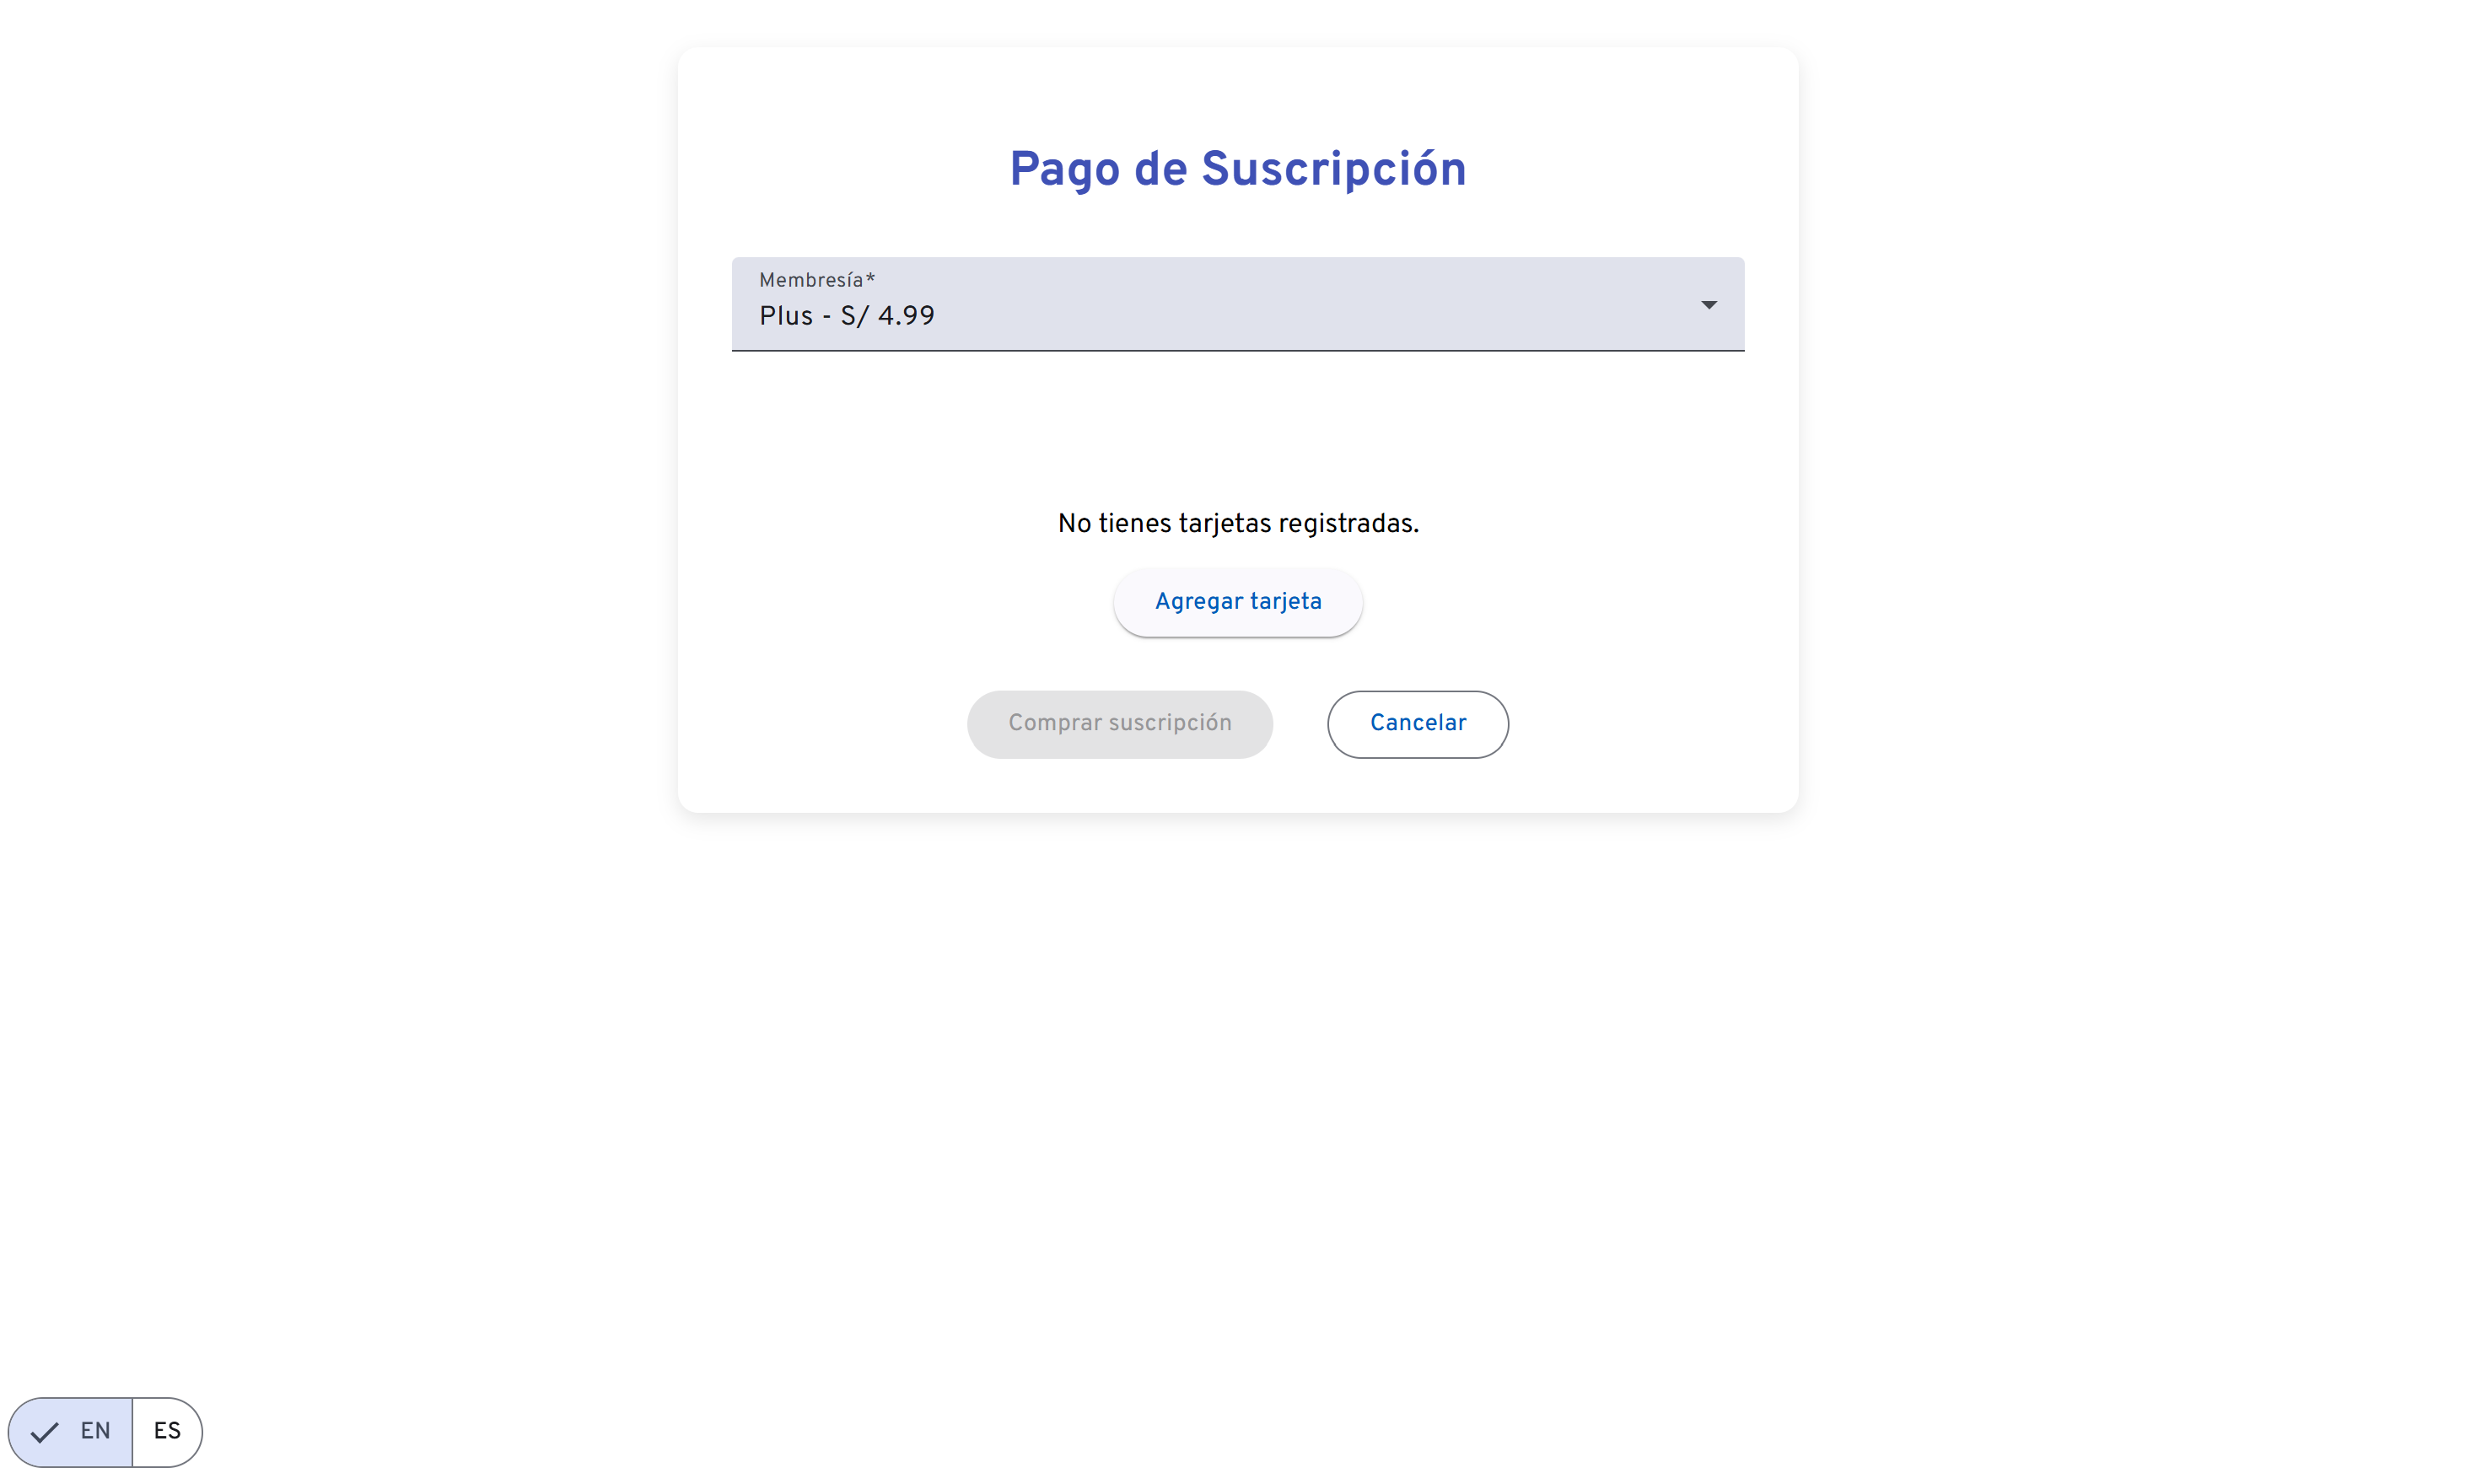 Pago de Suscripción
Membresía*
Plus - S/ 4.99
No tienes tarjetas registradas.
Agregar tarjeta
Comprar suscripción
Cancelar
EN
ES